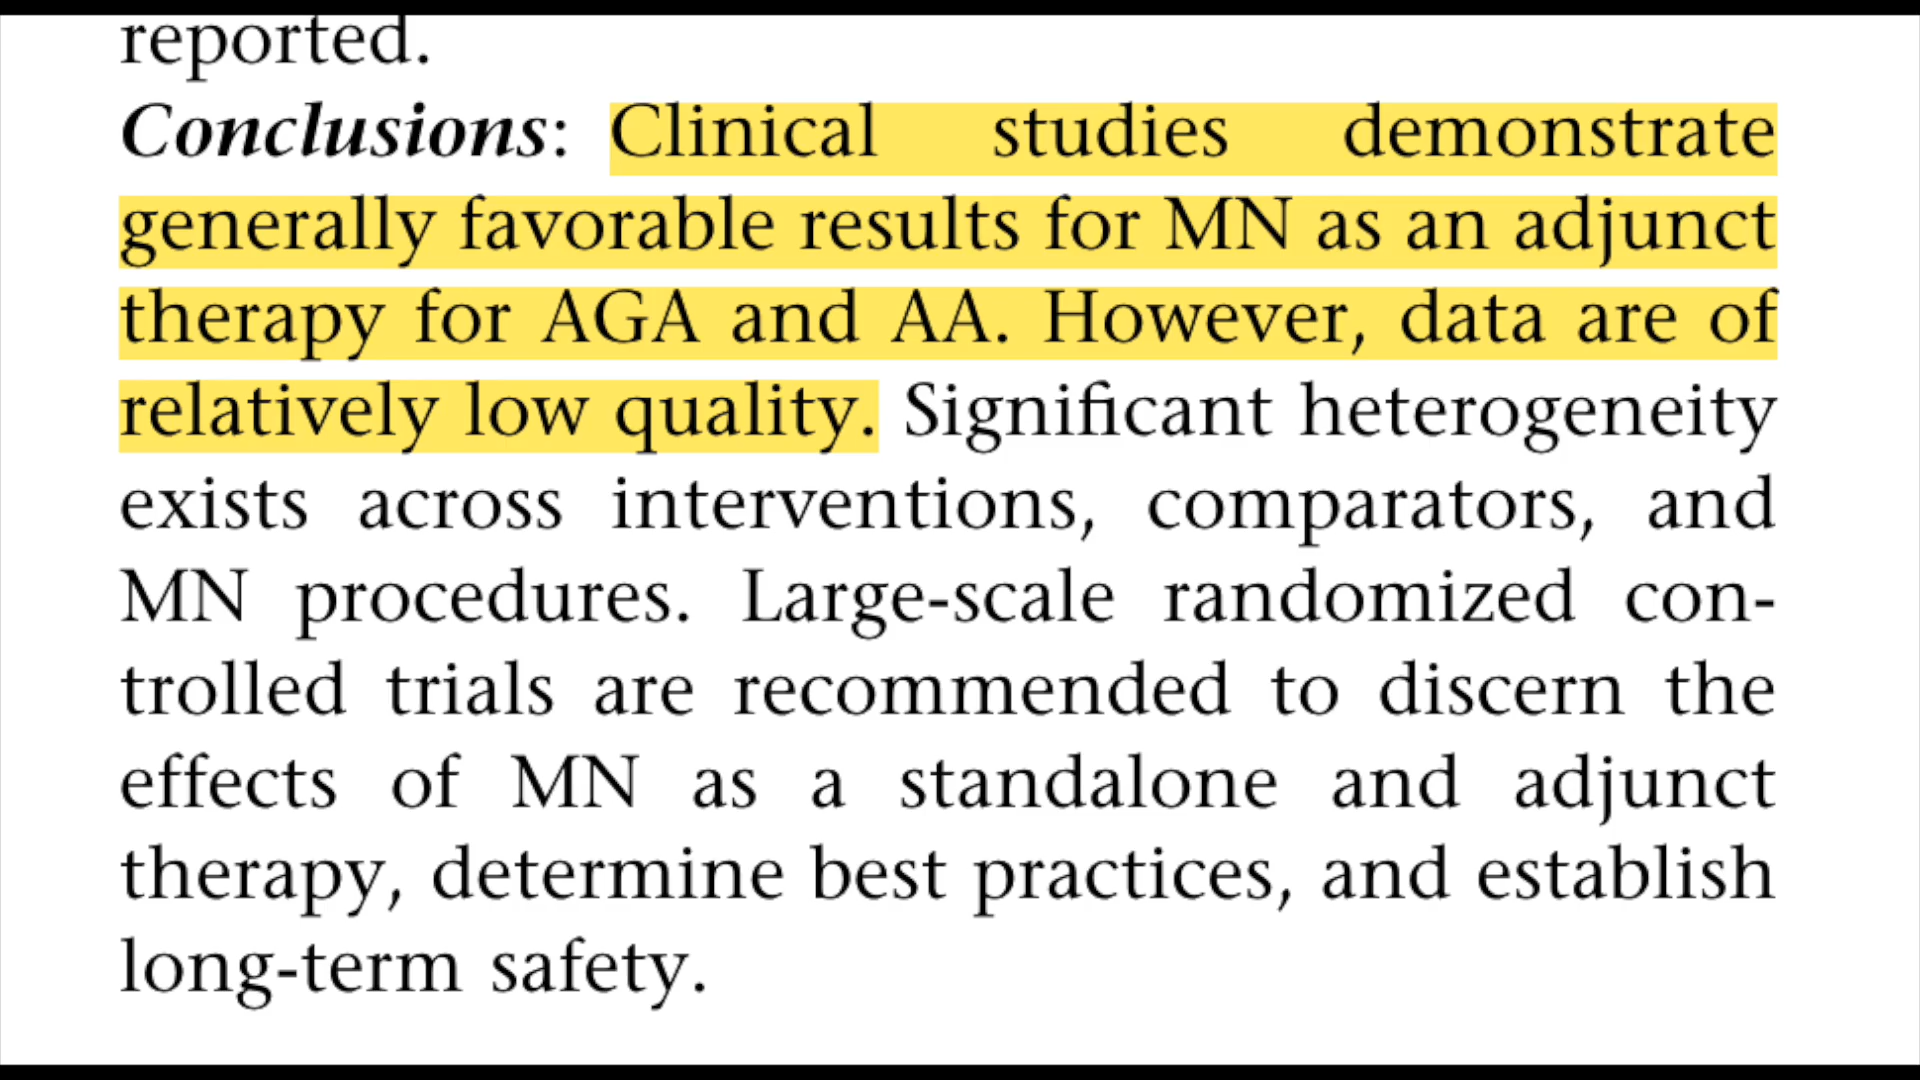 reported.
Conclusions: Clinical studies demonstrate
generally favorable results for MN as an adjunct
therapy for AGA and AA. However, data are of
relatively low quality. Significant heterogeneity
exists across interventions, comparators, and
MN procedures. Large-scale randomized con-
trolled trials are recommended to discern the
effects of MN as a standalone and adjunct
therapy, determine best practices, and establish
long-term safety.